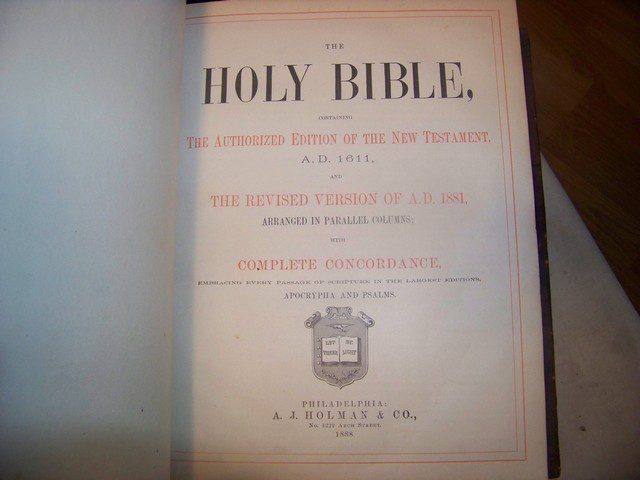 THE
HOLY BIBLE,
CONTAINING
THE AUTHORIZED EDITION OF THE NEW TESTAMENT,
A.D. 1611,
AND
THE REVISED VERSION OF A.D. 1881,
ARRANGED IN PARALLEL COLUMNS;
WITH
COMPLETE CONCORDANCE,
EMBRACING EVERY PASSAGE OF SCRIPTURE IN THE LARGEST EDITIONS,
APOCRYPHA AND PSALMS.
LET THERE BE LIGHT
PHILADELPHIA:
A. J. HOLMAN & CO.,
No. 1222 ARCH STREET.
1888